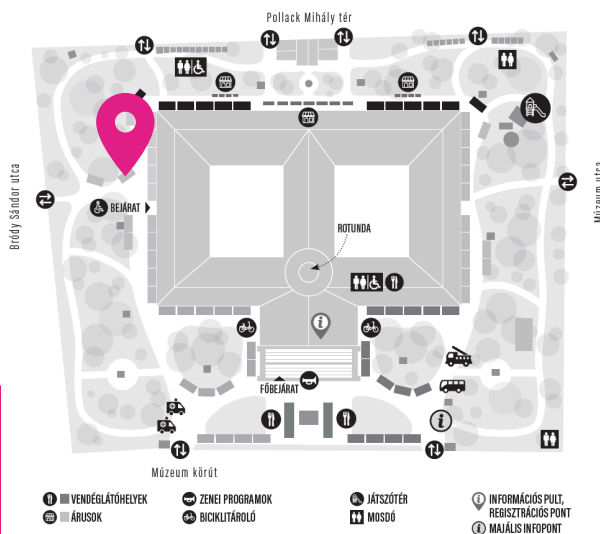 Pollack Mihály tér
Bródy Sándor utca
Múzeum utca
BEJÁRAT
ROTUNDA
i
FŐBEJÁRAT
i
Múzeum körút
VENDÉGLÁTÓHELYEK
ÁRUSOK
ZENEI PROGRAMOK
BICIKLITÁROLÓ
JÁTSZÓTÉR
MOSDÓ
i INFORMÁCIÓS PULT,
REGISZTRÁCIÓS PONT
i MAJÁLIS INFOPONT